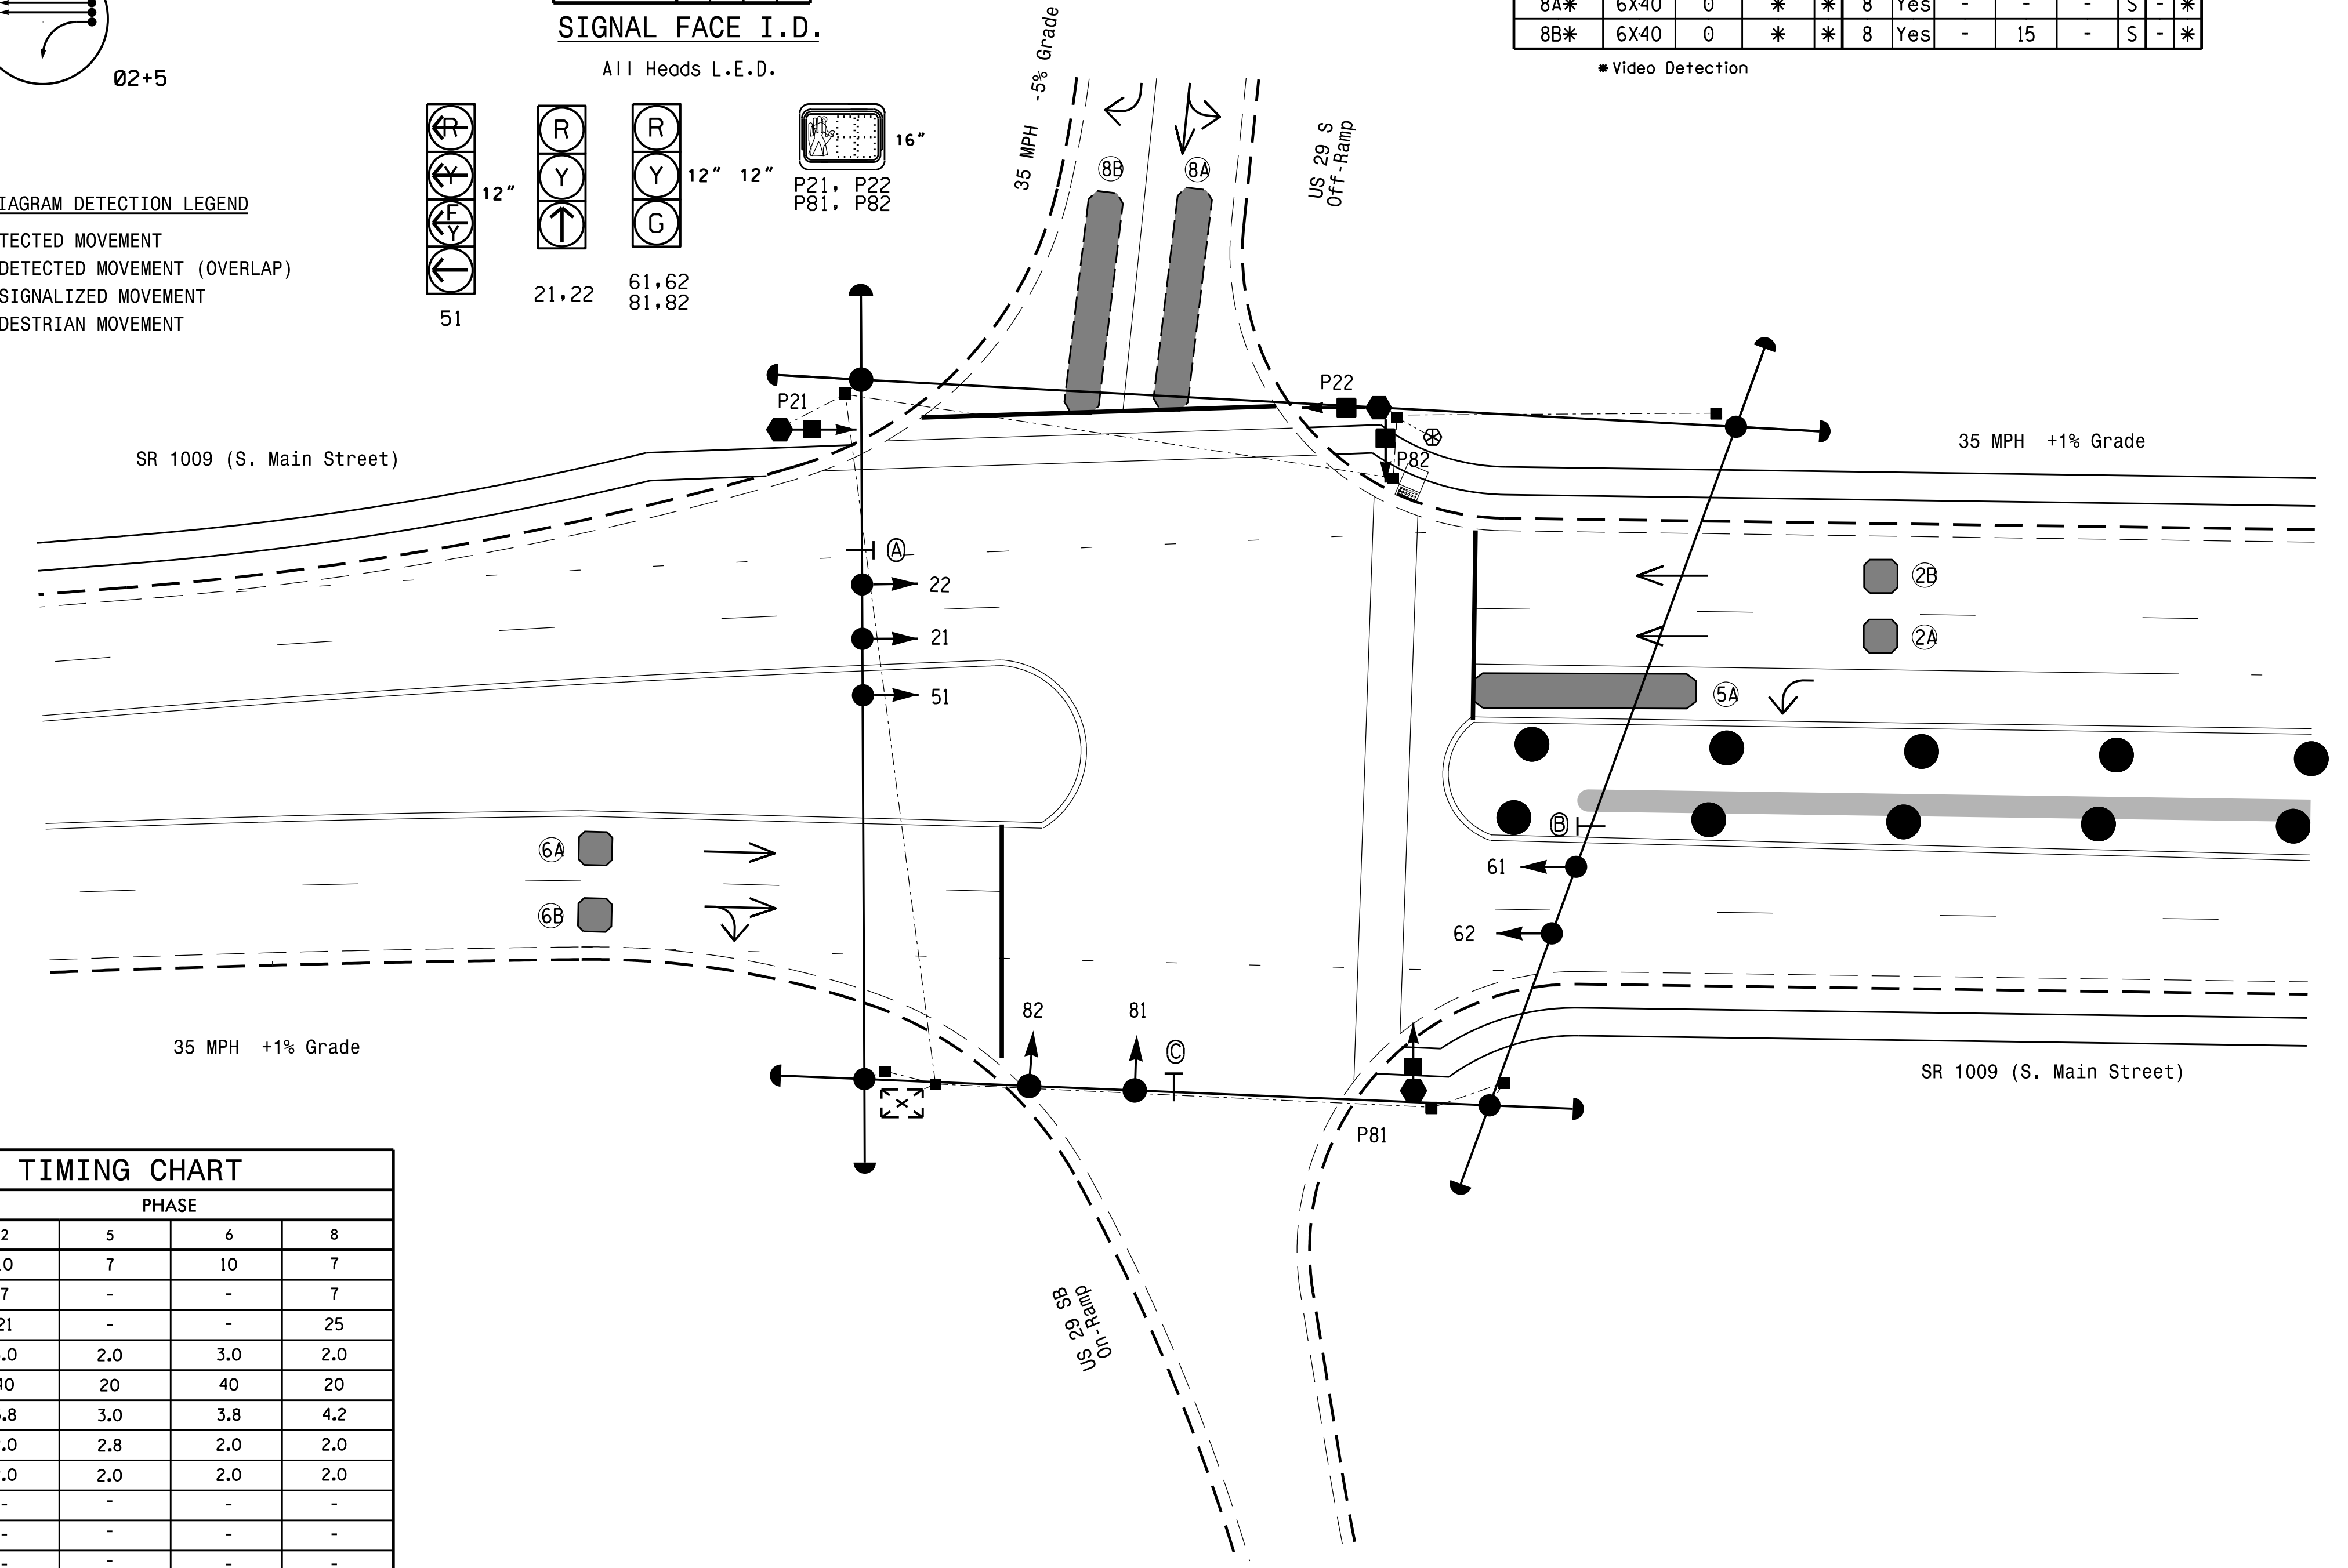 02+5
SIGNAL FACE I.D.
All Heads L.E.D.
R
Y
F
Y
12"
51
R
Y
21,22
R
Y
G
12"
61,62
81,82
12"
16"
P21, P22
P81, P82
8A* 6X40 0 * * 8 Yes - - - S - *
8B* 6X40 0 * * 8 Yes - 15 - S - *
* Video Detection
IAGRAM DETECTION LEGEND
TECTED MOVEMENT
DETECTED MOVEMENT (OVERLAP)
SIGNALIZED MOVEMENT
DESTRIAN MOVEMENT
35 MPH -5% Grade
8B
8A
US 29 S
Off-Ramp
P21
P22
P82
SR 1009 (S. Main Street)
35 MPH +1% Grade
A
22
21
51
2B
2A
5A
B
61
62
6A
6B
82
81
C
X
P81
35 MPH +1% Grade
SR 1009 (S. Main Street)
US 29 SB
On-Ramp
TIMING CHART
PHASE
2 5 6 8
0 7 10 7
7 - - 7
21 - - 25
.0 2.0 3.0 2.0
40 20 40 20
.8 3.0 3.8 4.2
.0 2.8 2.0 2.0
.0 2.0 2.0 2.0
- - - -
- - - -
- - - -